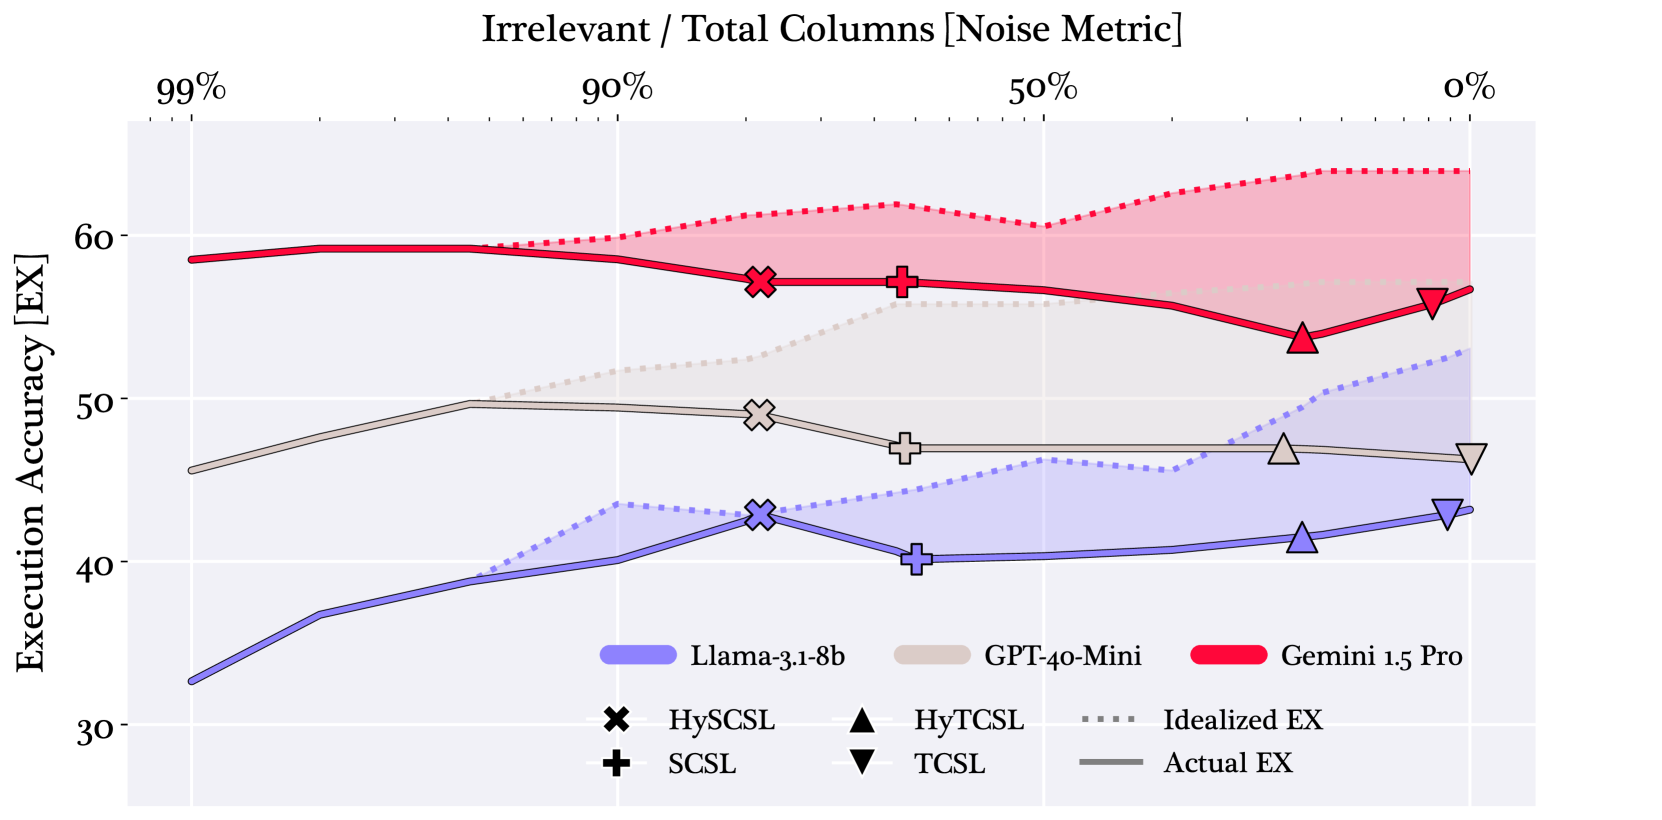 Irrelevant / Total Columns [Noise Metric]
99% 90% 50% 0%
Execution Accuracy [EX]
60
50
40
30
Llama-3.1-8b GPT-4o-Mini Gemini 1.5 Pro
HySCSL HyTCSL Idealized EX
SCSL TCSL Actual EX